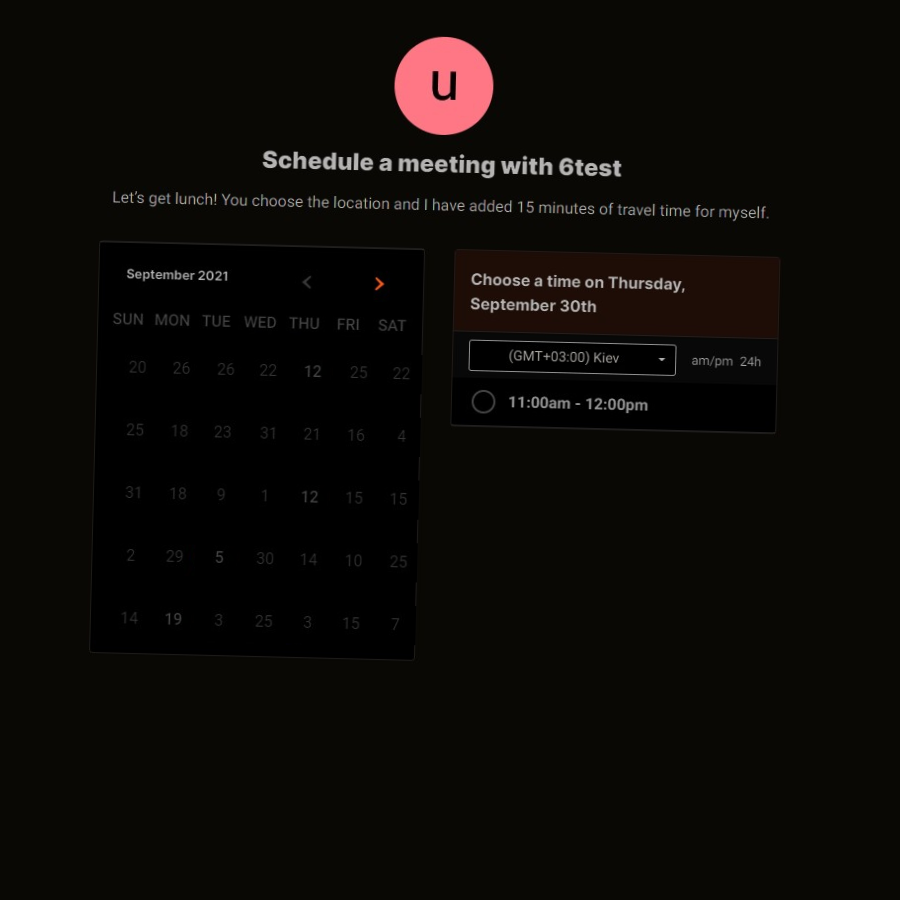 u
Schedule a meeting with 6test
Let's get lunch! You choose the location and I have added 15 minutes of travel time for myself.
September 2021
SUN MON TUE WED THU FRI SAT
20 26 26 22 12 25 22
25 18 23 31 21 16 4
31 18 9 1 12 15 15
2 29 5 30 14 10 25
14 19 3 25 3 15 7
Choose a time on Thursday,
September 30th
(GMT+03:00) Kiev am/pm 24h
11:00am - 12:00pm